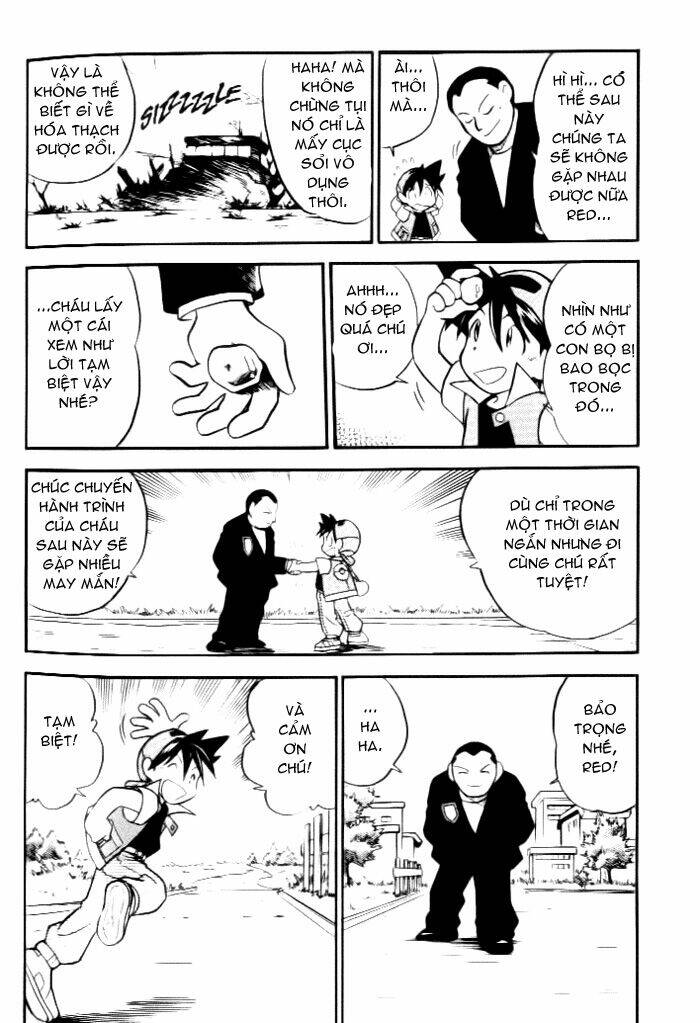 HÌ HÌ... CÓ
THỂ SAU
NÀY
CHÚNG TA
SẼ KHÔNG
GẶP NHAU
ĐƯỢC NỮA
RED...
ÀI...
THÔI
MÀ...
HAHA! MÀ
KHÔNG
CHỪNG TỤI
NÓ CHỈ LÀ
MẤY CỤC
SỎI VÔ
DỤNG
THÔI.
SIZZZZZLE
VẬY LÀ
KHÔNG THỂ
BIẾT GÌ VỀ
HÓA THẠCH
ĐƯỢC RỒI.
NHÌN NHƯ
CÓ MỘT
CON BỌ BỊ
BAO BỌC
TRONG
ĐÓ...
AHHH...
NÓ ĐẸP
QUÁ CHÚ
ƠI...
...CHÁU LẤY
MỘT CÁI
XEM NHƯ
LỜI TẠM
BIỆT VẬY
NHÉ?
DÙ CHỈ TRONG
MỘT THỜI GIAN
NGẮN NHƯNG ĐI
CÙNG CHÚ RẤT
TUYỆT!
CHÚC CHUYẾN
HÀNH TRÌNH
CỦA CHÁU
SAU NÀY SẼ
GẶP NHIỀU
MAY MẮN!
BẢO
TRỌNG
NHÉ,
RED!
...
HA
HA.
VÀ
CẢM
ƠN
CHÚ!
TẠM
BIỆT!